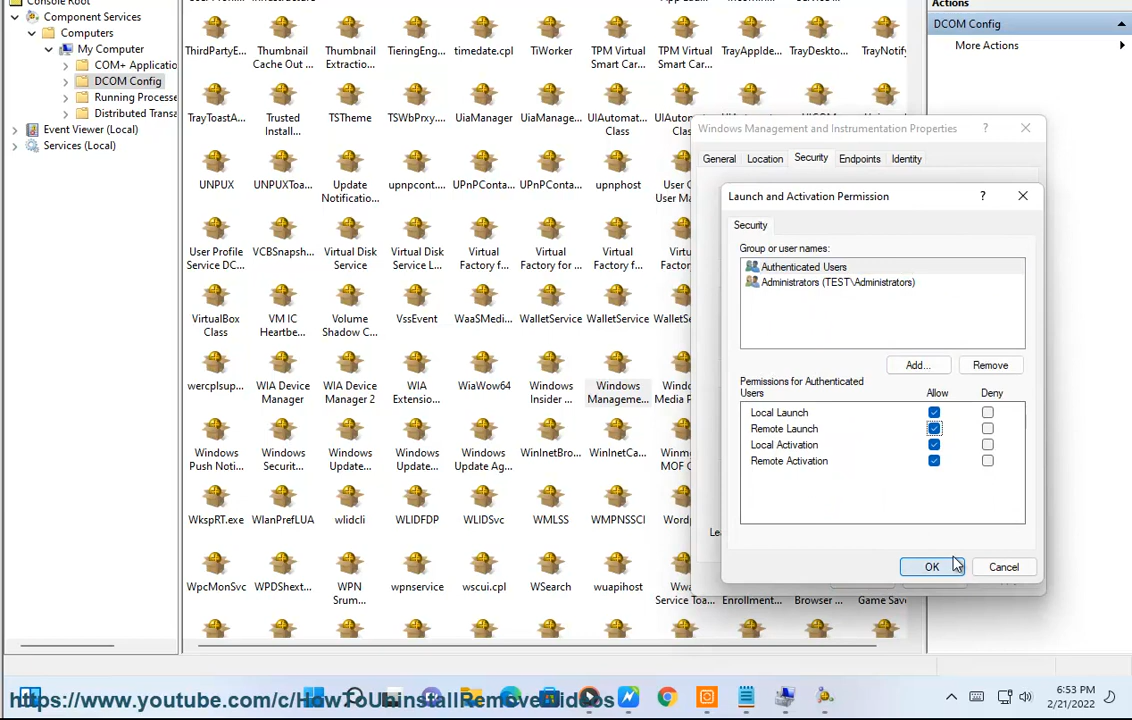 Console Root
Component Services
Computers
My Computer
COM+ Applicatio
DCOM Config
Running Processe
Distributed Transa
Event Viewer (Local)
Services (Local)
ThirdPartyE...
Thumbnail Cache Out ...
Thumbnail Extractio...
TieringEng...
timedate.cpl
TiWorker
TPM Virtual Smart Car...
TPM Virtual Smart Car...
TrayAppIde...
TrayDeskto...
TrayNotify
TrayToastA...
Trusted Install...
TSTheme
TSWbPrxy...
UiaManager
UiaManage...
UIAutomat... Class
UNPUX
UNPUXToa...
Update Notificatio...
upnpcont...
UPnPConta...
UPnPConta...
upnphost
User Profile Service DC...
VCBSnapsh...
Virtual Disk Service
Virtual Disk Service L...
Virtual Factory for ...
Virtual Factory f...
Virtual Factory f...
VirtualBox Class
VM IC Heartbe...
Volume Shadow C...
VssEvent
WaaSMedi...
WalletService
WalletService
wercplsup...
WIA Device Manager
WIA Device Manager 2
WIA Extensio...
WiaWow64
Windows Insider ...
Windows Manageme...
Windows Push Noti...
Windows Securit...
Windows Update...
Windows Update...
Windows Update Ag...
WinInetBro...
WinInetCa...
WkspRT.exe
WlanPrefLUA
wlidcli
WLIDFDP
WLIDSvc
WMLSS
WMPNSSCI
WpcMonSvc
WPDShext...
WPN Srum...
wpnservice
wscui.cpl
WSearch
wuapihost
Actions
DCOM Config
More Actions
Windows Management and Instrumentation Properties
?
General
Location
Security
Endpoints
Identity
Launch and Activation Permission
?
Security
Group or user names:
Authenticated Users
Administrators (TEST\Administrators)
Add...
Remove
Permissions for Authenticated Users
Allow
Deny
Local Launch
Remote Launch
Local Activation
Remote Activation
OK
Cancel
https://www.youtube.com/c/HowToUninstallRemoveVideos
6:53 PM
2/21/2022